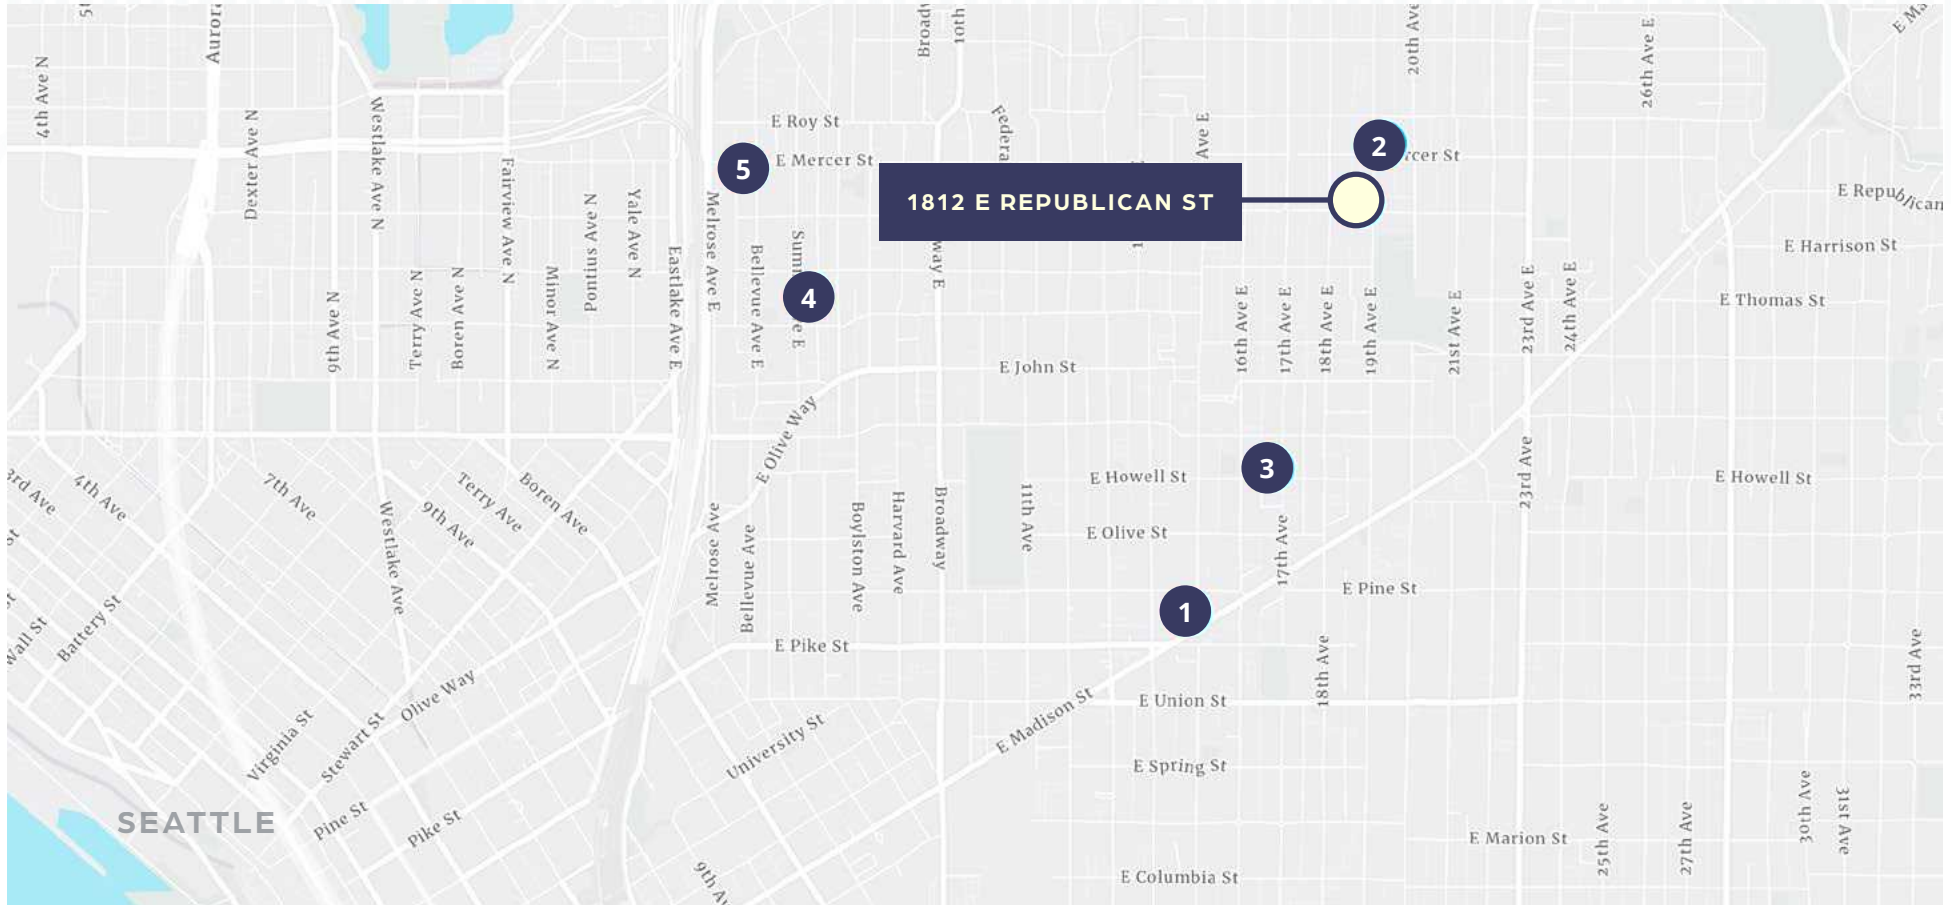 4th Ave N
Aurora
Dexter Ave N
Westlake Ave N
9th Ave N
Terry Ave N
Boren Ave N
Fairview Ave N
Minor Ave N
Pontius Ave N
Yale Ave N
Eastlake Ave E
Melrose Ave E
Bellevue Ave E
E Roy St
E Mercer St
5
4
10th
20th Ave
26th Ave E
Ave E
2
rcer St
1812 E REPUBLICAN ST
way E
E Republican
E Harrison St
E Thomas St
16th Ave E
17th Ave E
18th Ave E
19th Ave E
21st Ave E
23rd Ave E
24th Ave E
E John St
E Olive Way
3rd Ave
4th Ave
7th Ave
Westlake Ave
9th Ave
Terry Ave
Boren Ave
Melrose Ave
Bellevue Ave
Boylston Ave
Harvard Ave
Broadway
11th Ave
E Howell St
3
23rd Ave
E Howell St
E Olive St
17th Ave
E Pine St
1
E Pike St
18th Ave
33rd Ave
Wall St
Battery St
Olive Way
Virginia St
Stewart St
University St
E Madison St
E Union St
E Spring St
SEATTLE
Pine St
Pike St
E Marion St
25th Ave
27th Ave
30th Ave
31st Ave
E Columbia St